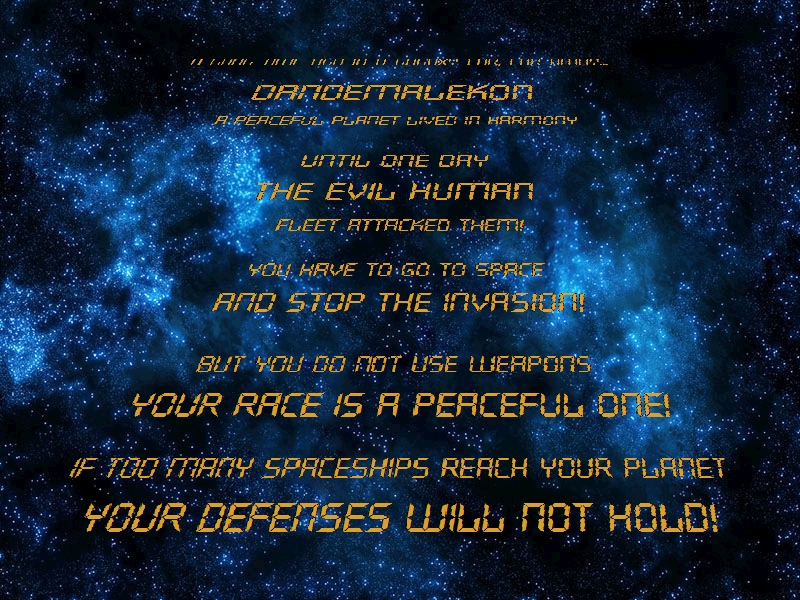 DANDEMALEKON
A PEACEFUL PLANET LIVED IN HARMONY
UNTIL ONE DAY
THE EVIL HUMAN
FLEET ATTACKED THEM!
YOU HAVE TO GO TO SPACE
AND STOP THE INVASION!
BUT YOU DO NOT USE WEAPONS
YOUR RACE IS A PEACEFUL ONE!
IF TOO MANY SPACESHIPS REACH YOUR PLANET
YOUR DEFENSES WILL NOT HOLD!